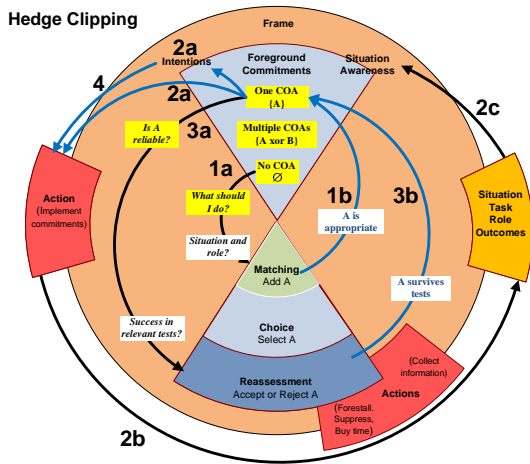 Hedge Clipping
Frame
2a
Intentions
Foreground
Commitments
Situation
Awareness
4
2a
One COA
{A}
2c
Is A
reliable?
3a
Multiple COAs
{A xor B}
1a
No COA
∅
Action
(Implement
commitments)
What should
I do?
1b
3b
Situation
Task
Role
Outcomes
A is
appropriate
Situation and
role?
Matching
Add A
A survives
tests
Success in
relevant tests?
Choice
Select A
(Collect
information)
Reassessment
Accept or Reject A
Actions
(Forestall.
Suppress,
Buy time)
2b